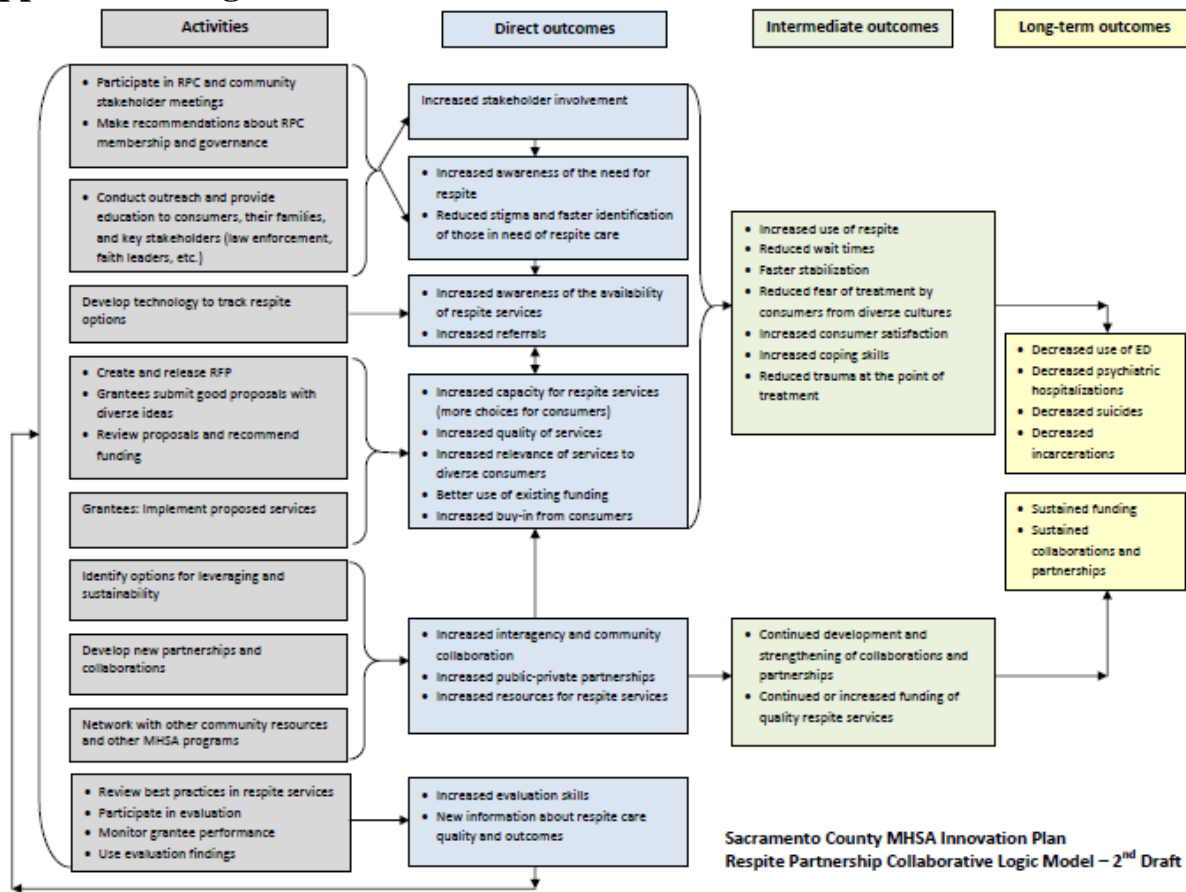 Activities
Direct outcomes
Intermediate outcomes
Long-term outcomes
• Participate in RPC and community
stakeholder meetings
• Make recommendations about RPC
membership and governance
• Conduct outreach and provide
education to consumers, their families,
and key stakeholders (law enforcement,
faith leaders, etc.)
Develop technology to track respite
options
• Create and release RFP
• Grantees submit good proposals with
diverse ideas
• Review proposals and recommend
funding
Grantees: Implement proposed services
Identify options for leveraging and
sustainability
Develop new partnerships and
collaborations
Network with other community resources
and other MHSA programs
• Review best practices in respite services
• Participate in evaluation
• Monitor grantee performance
• Use evaluation findings
Increased stakeholder involvement
• Increased awareness of the need for
respite
• Reduced stigma and faster identification
of those in need of respite care
• Increased awareness of the availability
of respite services
• Increased referrals
• Increased capacity for respite services
(more choices for consumers)
• Increased quality of services
• Increased relevance of services to
diverse consumers
• Better use of existing funding
• Increased buy-in from consumers
• Increased interagency and community
collaboration
• Increased public-private partnerships
• Increased resources for respite services
• Increased evaluation skills
• New information about respite care
quality and outcomes
• Increased use of respite
• Reduced wait times
• Faster stabilization
• Reduced fear of treatment by
consumers from diverse cultures
• Increased consumer satisfaction
• Increased coping skills
• Reduced trauma at the point of
treatment
• Continued development and
strengthening of collaborations and
partnerships
• Continued or increased funding of
quality respite services
• Decreased use of ED
• Decreased psychiatric
hospitalizations
• Decreased suicides
• Decreased
incarcerations
• Sustained funding
• Sustained
collaborations and
partnerships
Sacramento County MHSA Innovation Plan
Respite Partnership Collaborative Logic Model – 2nd Draft